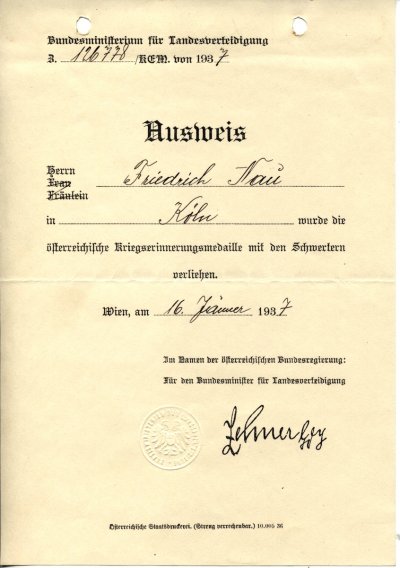 Bundesministerium für Landesverteidigung
Z. 126778 /KEM. von 1937
Ausweis
Herrn
Frau
Fräulein
Friedrich Nau
in Köln wurde die
österreichische Kriegserinnerungsmedaille mit den Schwertern
verliehen.
Wien, am 16. Jänner 1937
Im Namen der österreichischen Bundesregierung:
Für den Bundesminister für Landesverteidigung
Österreichische Staatsdruckerei. (Streng verrechenbar.) 10.005 36